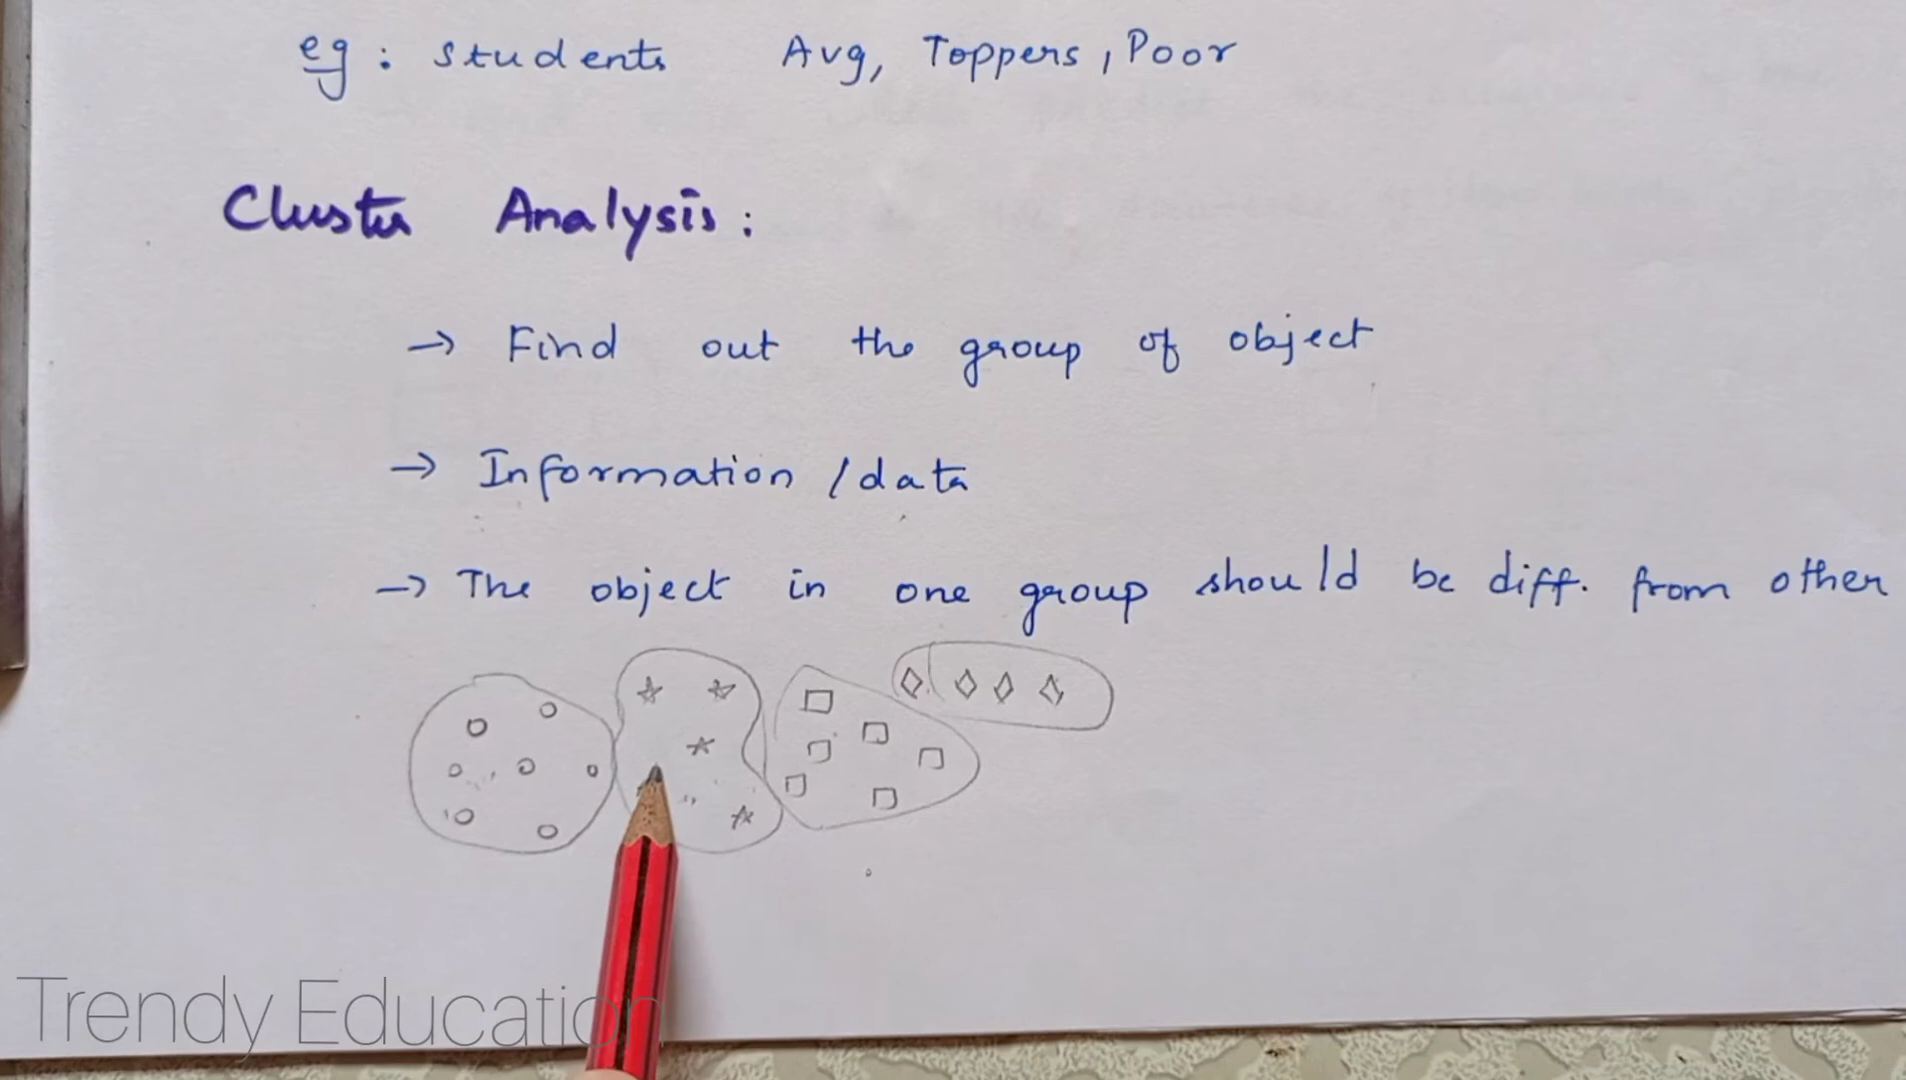 eg : Students Avg, Toppers, Poor
Cluster Analysis:
→ Find out the group of object
→ Information / data
→ The object in one group should be diff. from other
Trendy Education